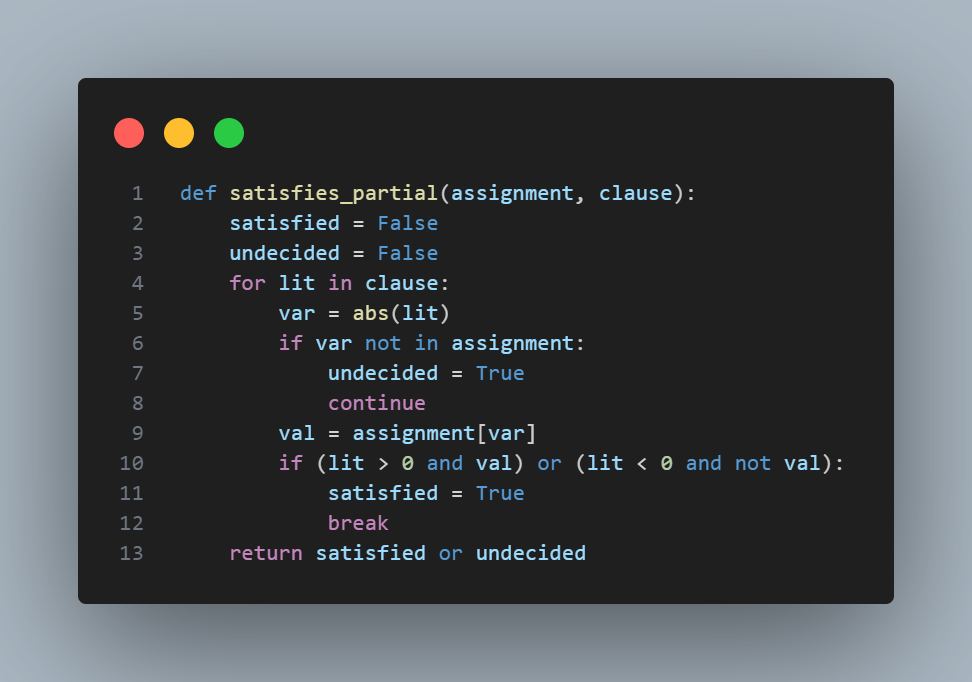 1 def satisfies_partial(assignment, clause):
2     satisfied = False
3     undecided = False
4     for lit in clause:
5         var = abs(lit)
6         if var not in assignment:
7             undecided = True
8             continue
9         val = assignment[var]
10         if (lit > 0 and val) or (lit < 0 and not val):
11             satisfied = True
12             break
13     return satisfied or undecided